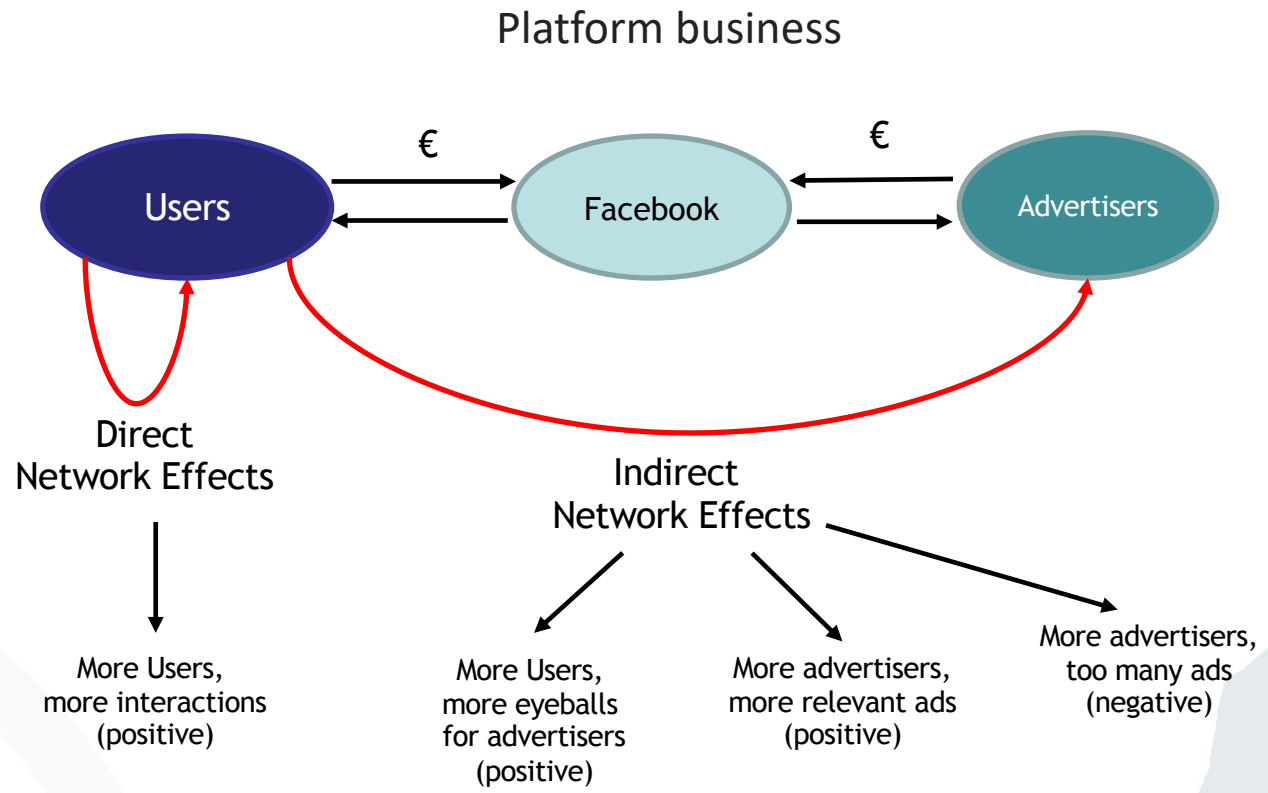 Platform business
€
€
Users
Facebook
Advertisers
Direct
Network Effects
Indirect
Network Effects
More Users,
more interactions
(positive)
More Users,
more eyeballs
for advertisers
(positive)
More advertisers,
more relevant ads
(positive)
More advertisers,
too many ads
(negative)